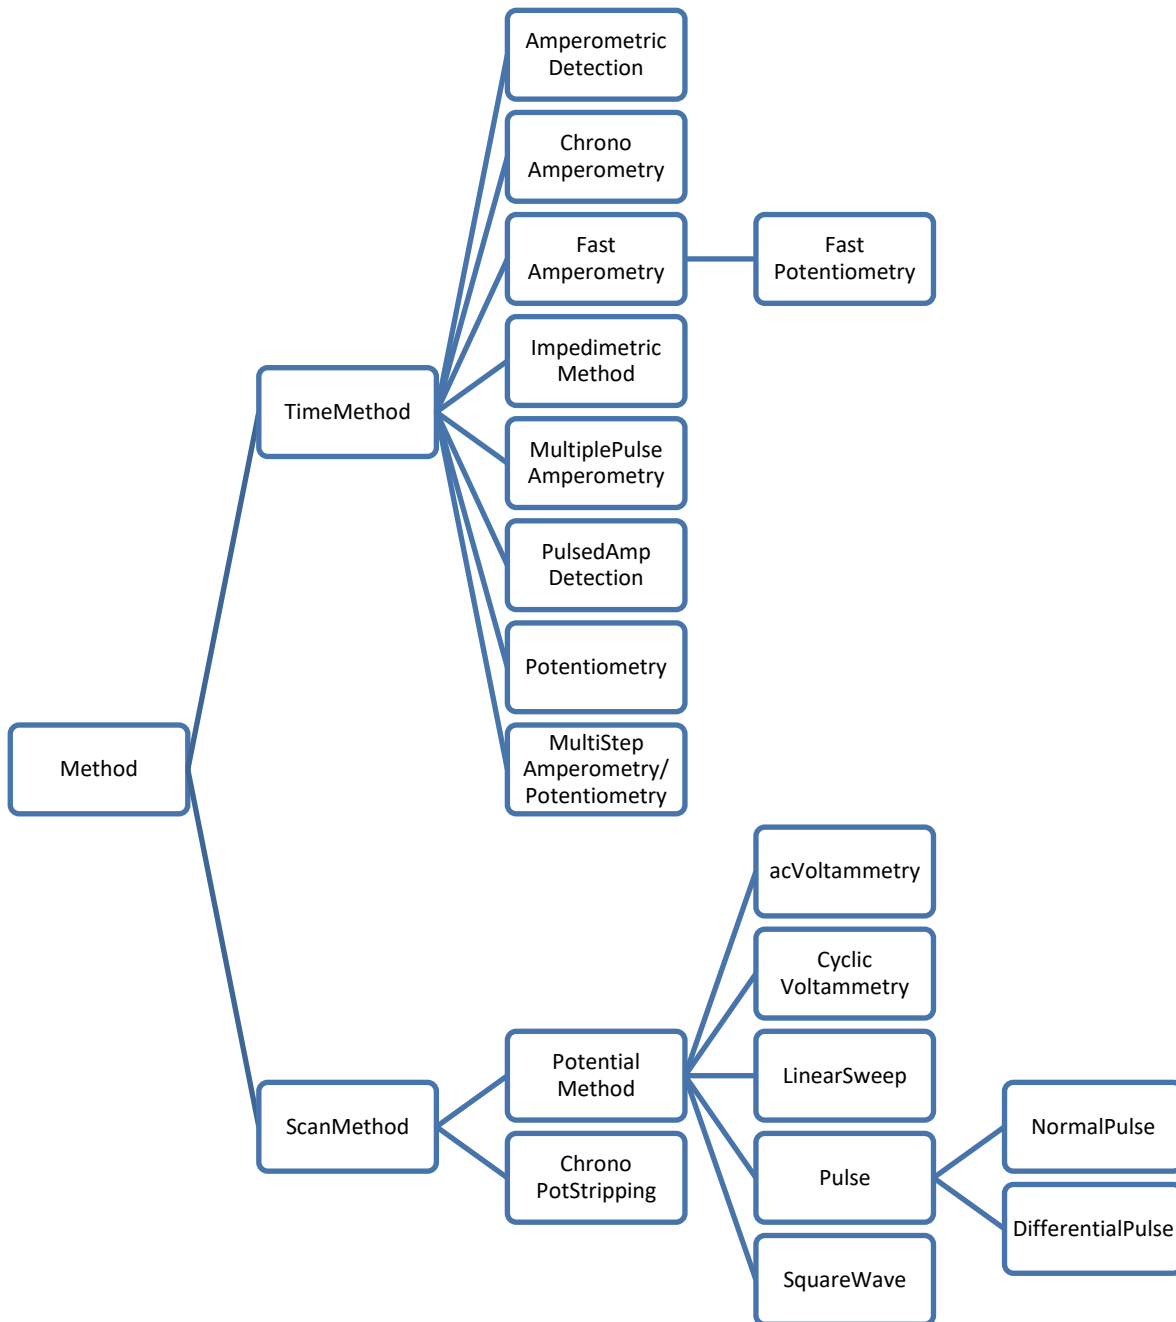 Amperometric
Detection
Chrono
Amperometry
Fast
Amperometry
Fast
Potentiometry
Impedimetric
Method
TimeMethod
MultiplePulse
Amperometry
PulsedAmp
Detection
Potentiometry
Method
MultiStep
Amperometry/
Potentiometry
acVoltammetry
Cyclic
Voltammetry
Potential
Method
LinearSweep
ScanMethod
NormalPulse
Chrono
PotStripping
Pulse
DifferentialPulse
SquareWave